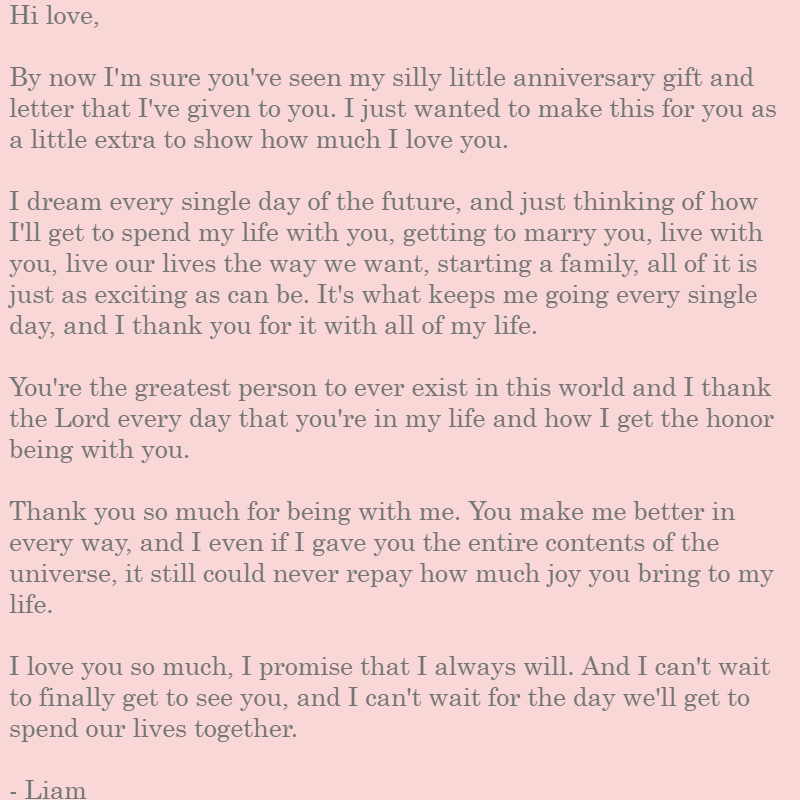 Hi love,
By now I'm sure you've seen my silly little anniversary gift and
letter that I've given to you. I just wanted to make this for you as
a little extra to show how much I love you.
I dream every single day of the future, and just thinking of how
I'll get to spend my life with you, getting to marry you, live with
you, live our lives the way we want, starting a family, all of it is
just as exciting as can be. It's what keeps me going every single
day, and I thank you for it with all of my life.
You're the greatest person to ever exist in this world and I thank
the Lord every day that you're in my life and how I get the honor
being with you.
Thank you so much for being with me. You make me better in
every way, and I even if I gave you the entire contents of the
universe, it still could never repay how much joy you bring to my
life.
I love you so much, I promise that I always will. And I can't wait
to finally get to see you, and I can't wait for the day we'll get to
spend our lives together.
- Liam